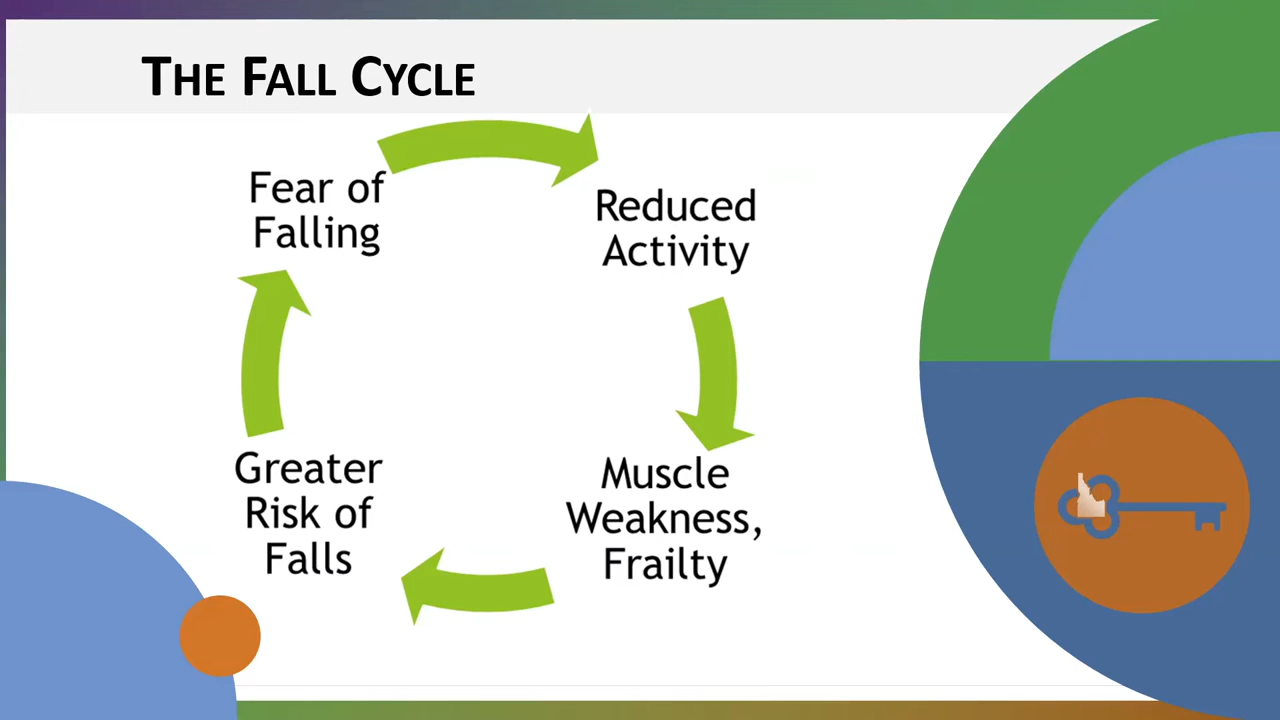 THE FALL CYCLE
Fear of
Falling
Reduced
Activity
Muscle
Weakness,
Frailty
Greater
Risk of
Falls